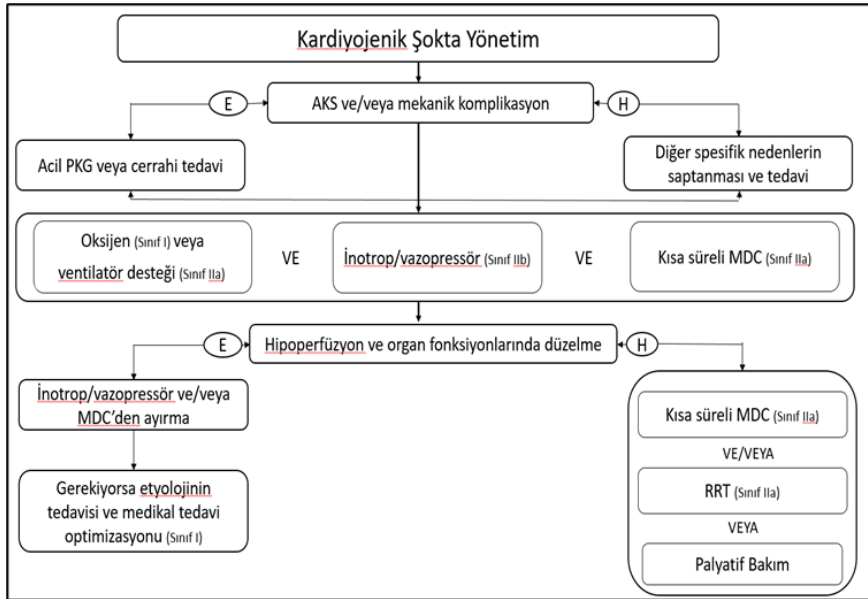 Kardiyojenik Şokta Yönetim
E
AKS ve/veya mekanik komplikasyon
H
Acil PKG veya cerrahi tedavi
Diğer spesifik nedenlerin
saptanması ve tedavi
Oksijen (Sınıf I) veya
ventilatör desteği (Sınıf IIa)
VE
İnotrop/vazopressör (Sınıf IIb)
VE
Kısa süreli MDC (Sınıf IIa)
E
Hipoperfüzyon ve organ fonksiyonlarında düzelme
H
İnotrop/vazopressör ve/veya
MDC'den ayırma
Gerekiyorsa etyolojinin
tedavisi ve medikal tedavi
optimizasyonu (Sınıf I)
Kısa süreli MDC (Sınıf IIa)
VE/VEYA
RRT (Sınıf IIa)
VEYA
Palyatif Bakım